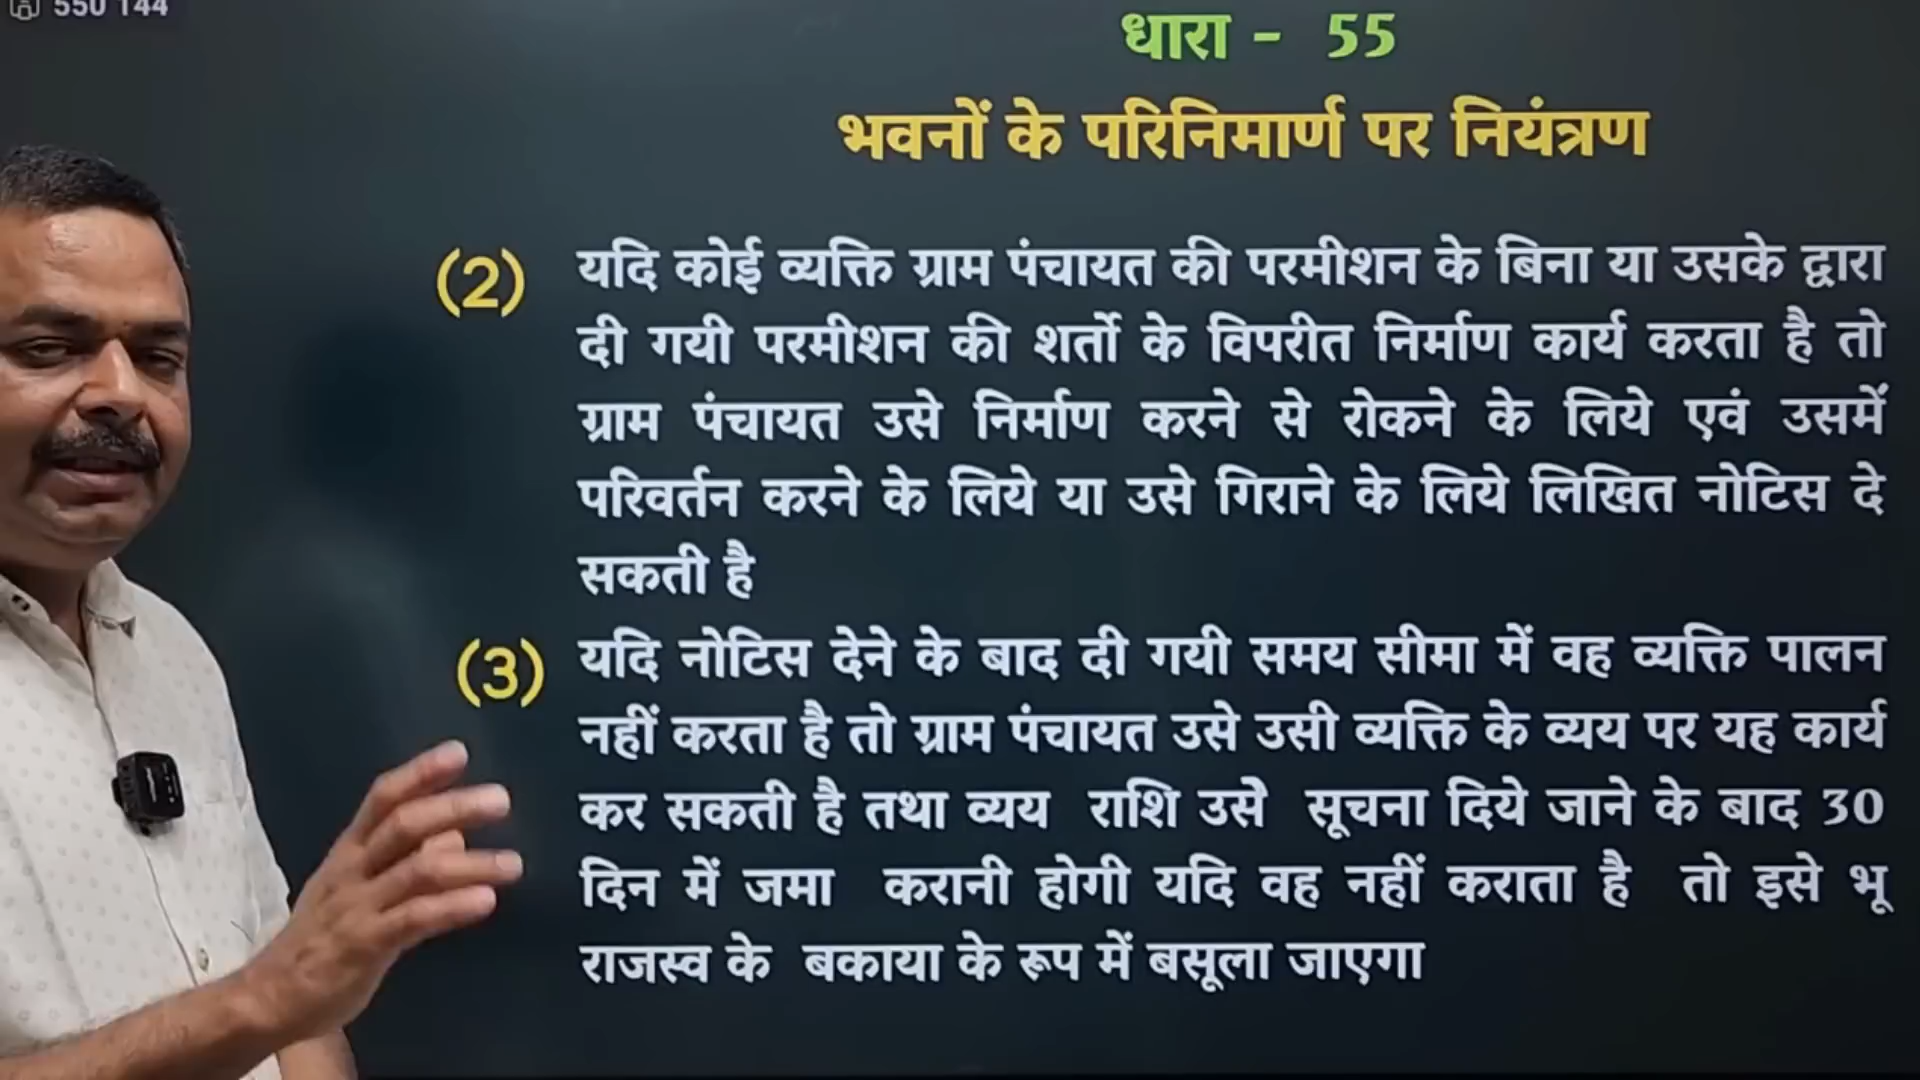 550 144
धारा - 55
भवनों के परिनिमार्ण पर नियंत्रण
(2) यदि कोई व्यक्ति ग्राम पंचायत की परमीशन के बिना या उसके द्वारा
दी गयी परमीशन की शर्तो के विपरीत निर्माण कार्य करता है तो
ग्राम पंचायत उसे निर्माण करने से रोकने के लिये एवं उसमें
परिवर्तन करने के लिये या उसे गिराने के लिये लिखित नोटिस दे
सकती है
(3) यदि नोटिस देने के बाद दी गयी समय सीमा में वह व्यक्ति पालन
नहीं करता है तो ग्राम पंचायत उसे उसी व्यक्ति के व्यय पर यह कार्य
कर सकती है तथा व्यय राशि उसे सूचना दिये जाने के बाद 30
दिन में जमा करानी होगी यदि वह नहीं कराता है तो इसे भू
राजस्व के बकाया के रूप में बसूला जाएगा